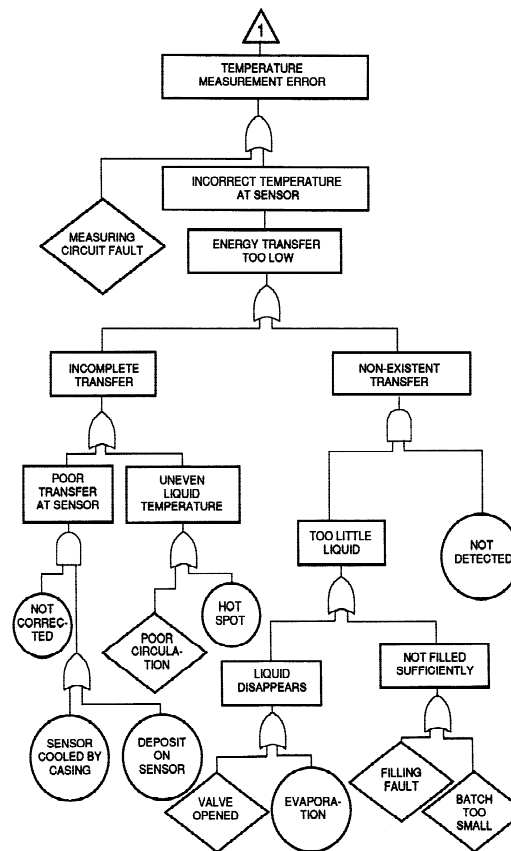 1
TEMPERATURE
MEASUREMENT ERROR
INCORRECT TEMPERATURE
AT SENSOR
MEASURING
CIRCUIT FAULT
ENERGY TRANSFER
TOO LOW
INCOMPLETE
TRANSFER
NON-EXISTENT
TRANSFER
POOR
TRANSFER
AT SENSOR
UNEVEN
LIQUID
TEMPERATURE
TOO LITTLE
LIQUID
NOT
DETECTED
NOT
CORREC-
TED
HOT
SPOT
POOR
CIRCULA-
TION
LIQUID
DISAPPEARS
NOT FILLED
SUFFICIENTLY
SENSOR
COOLED BY
CASING
DEPOSIT
ON
SENSOR
VALVE
OPENED
EVAPORA-
TION
FILLING
FAULT
BATCH
TOO
SMALL